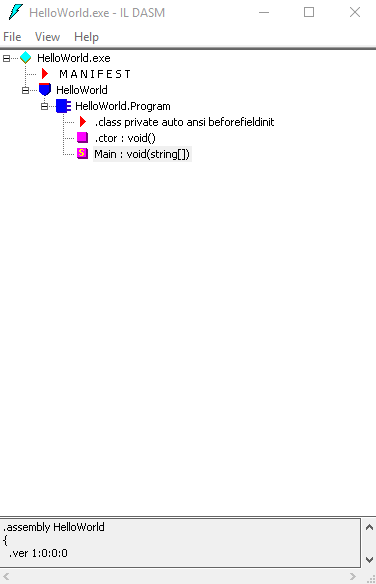 HelloWorld.exe - IL DASM
File View Help
HelloWorld.exe
M A N I F E S T
HelloWorld
HelloWorld.Program
.class private auto ansi beforefieldinit
.ctor : void()
S Main : void(string[])
.assembly HelloWorld
{
.ver 1:0:0:0